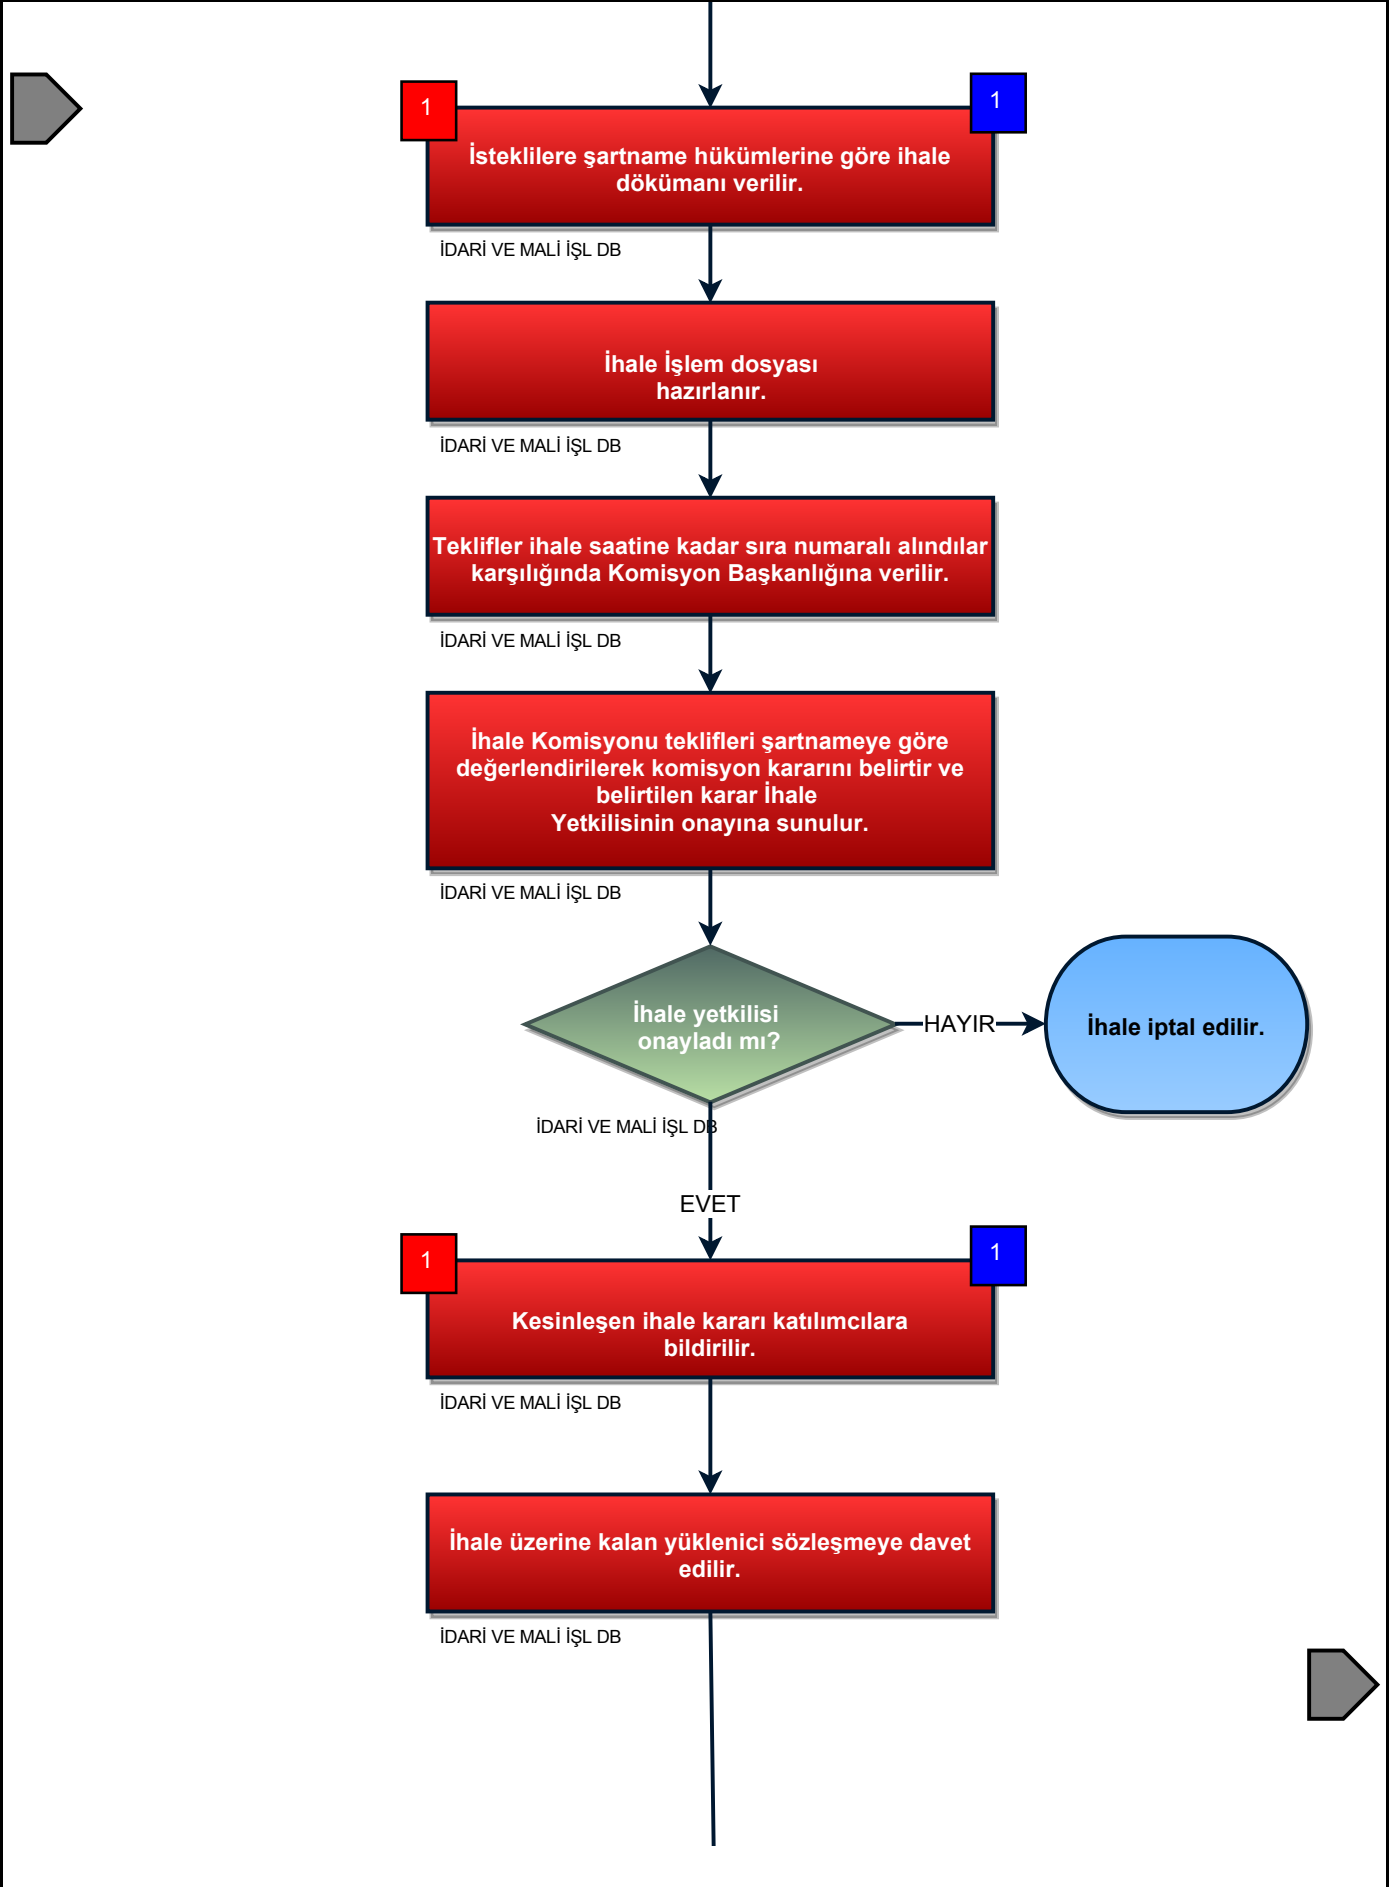 1
1
İsteklilere şartname hükümlerine göre ihale
dökümanı verilir.
İDARİ VE MALİ İŞL DB
İhale İşlem dosyası
hazırlanır.
İDARİ VE MALİ İŞL DB
Teklifler ihale saatine kadar sıra numaralı alındılar
karşılığında Komisyon Başkanlığına verilir.
İDARİ VE MALİ İŞL DB
İhale Komisyonu teklifleri şartnameye göre
değerlendirilerek komisyon kararını belirtir ve
belirtilen karar İhale
Yetkilisinin onayına sunulur.
İDARİ VE MALİ İŞL DB
İhale yetkilisi
onayladı mı?
HAYIR
İhale iptal edilir.
İDARİ VE MALİ İŞL DB
EVET
1
1
Kesinleşen ihale kararı katılımcılara
bildirilir.
İDARİ VE MALİ İŞL DB
İhale üzerine kalan yüklenici sözleşmeye davet
edilir.
İDARİ VE MALİ İŞL DB